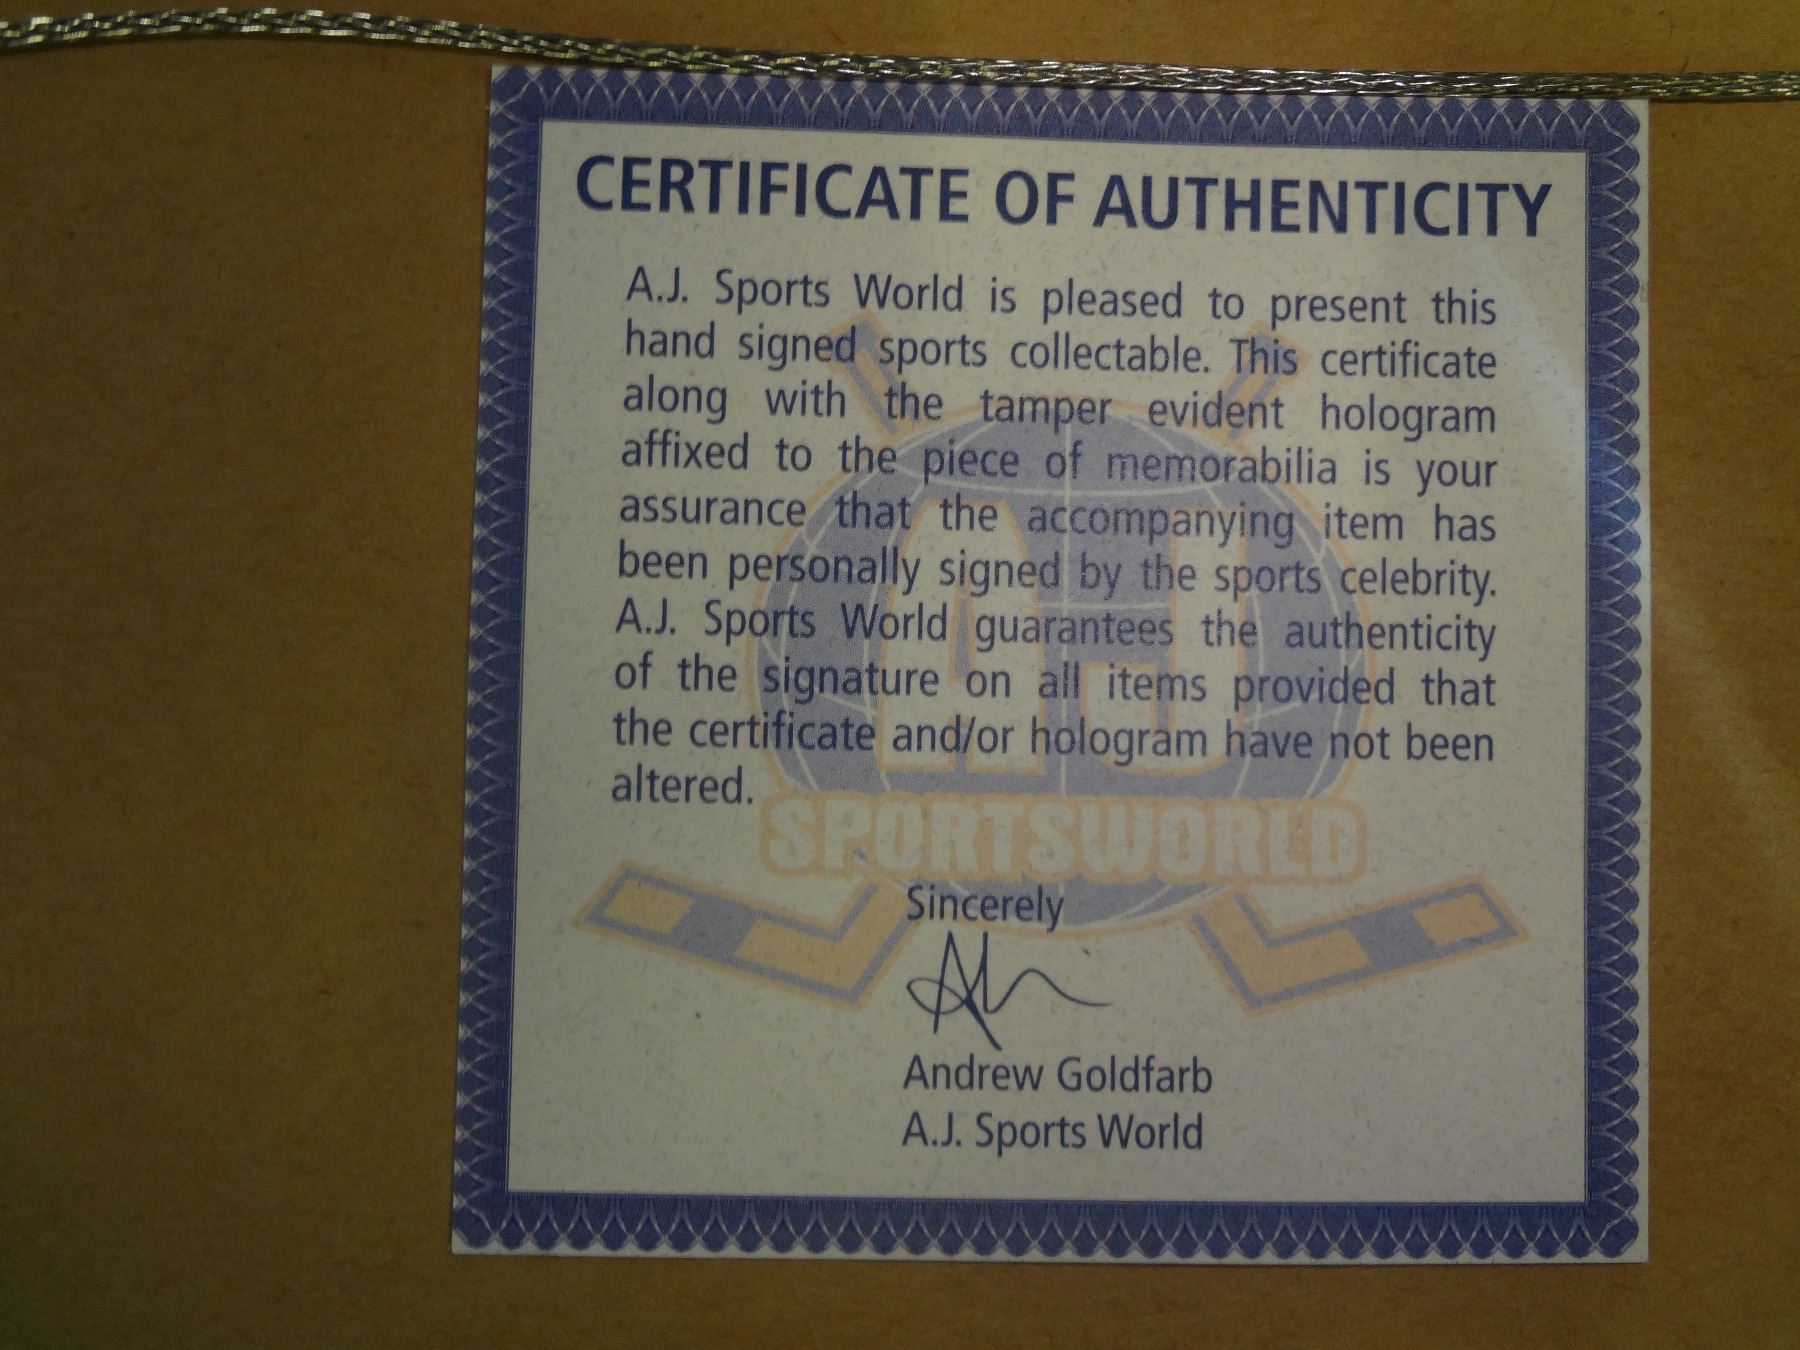 CERTIFICATE OF AUTHENTICITY
A.J. Sports World is pleased to present this
hand signed sports collectable. This certificate
along with the tamper evident hologram
affixed to the piece of memorabilia is your
assurance that the accompanying item has
been personally signed by the sports celebrity.
A.J. Sports World guarantees the authenticity
of the signature on all items provided that
the certificate and/or hologram have not been
altered.
AJ
SPORTSWORLD
Sincerely
Andrew Goldfarb
A.J. Sports World